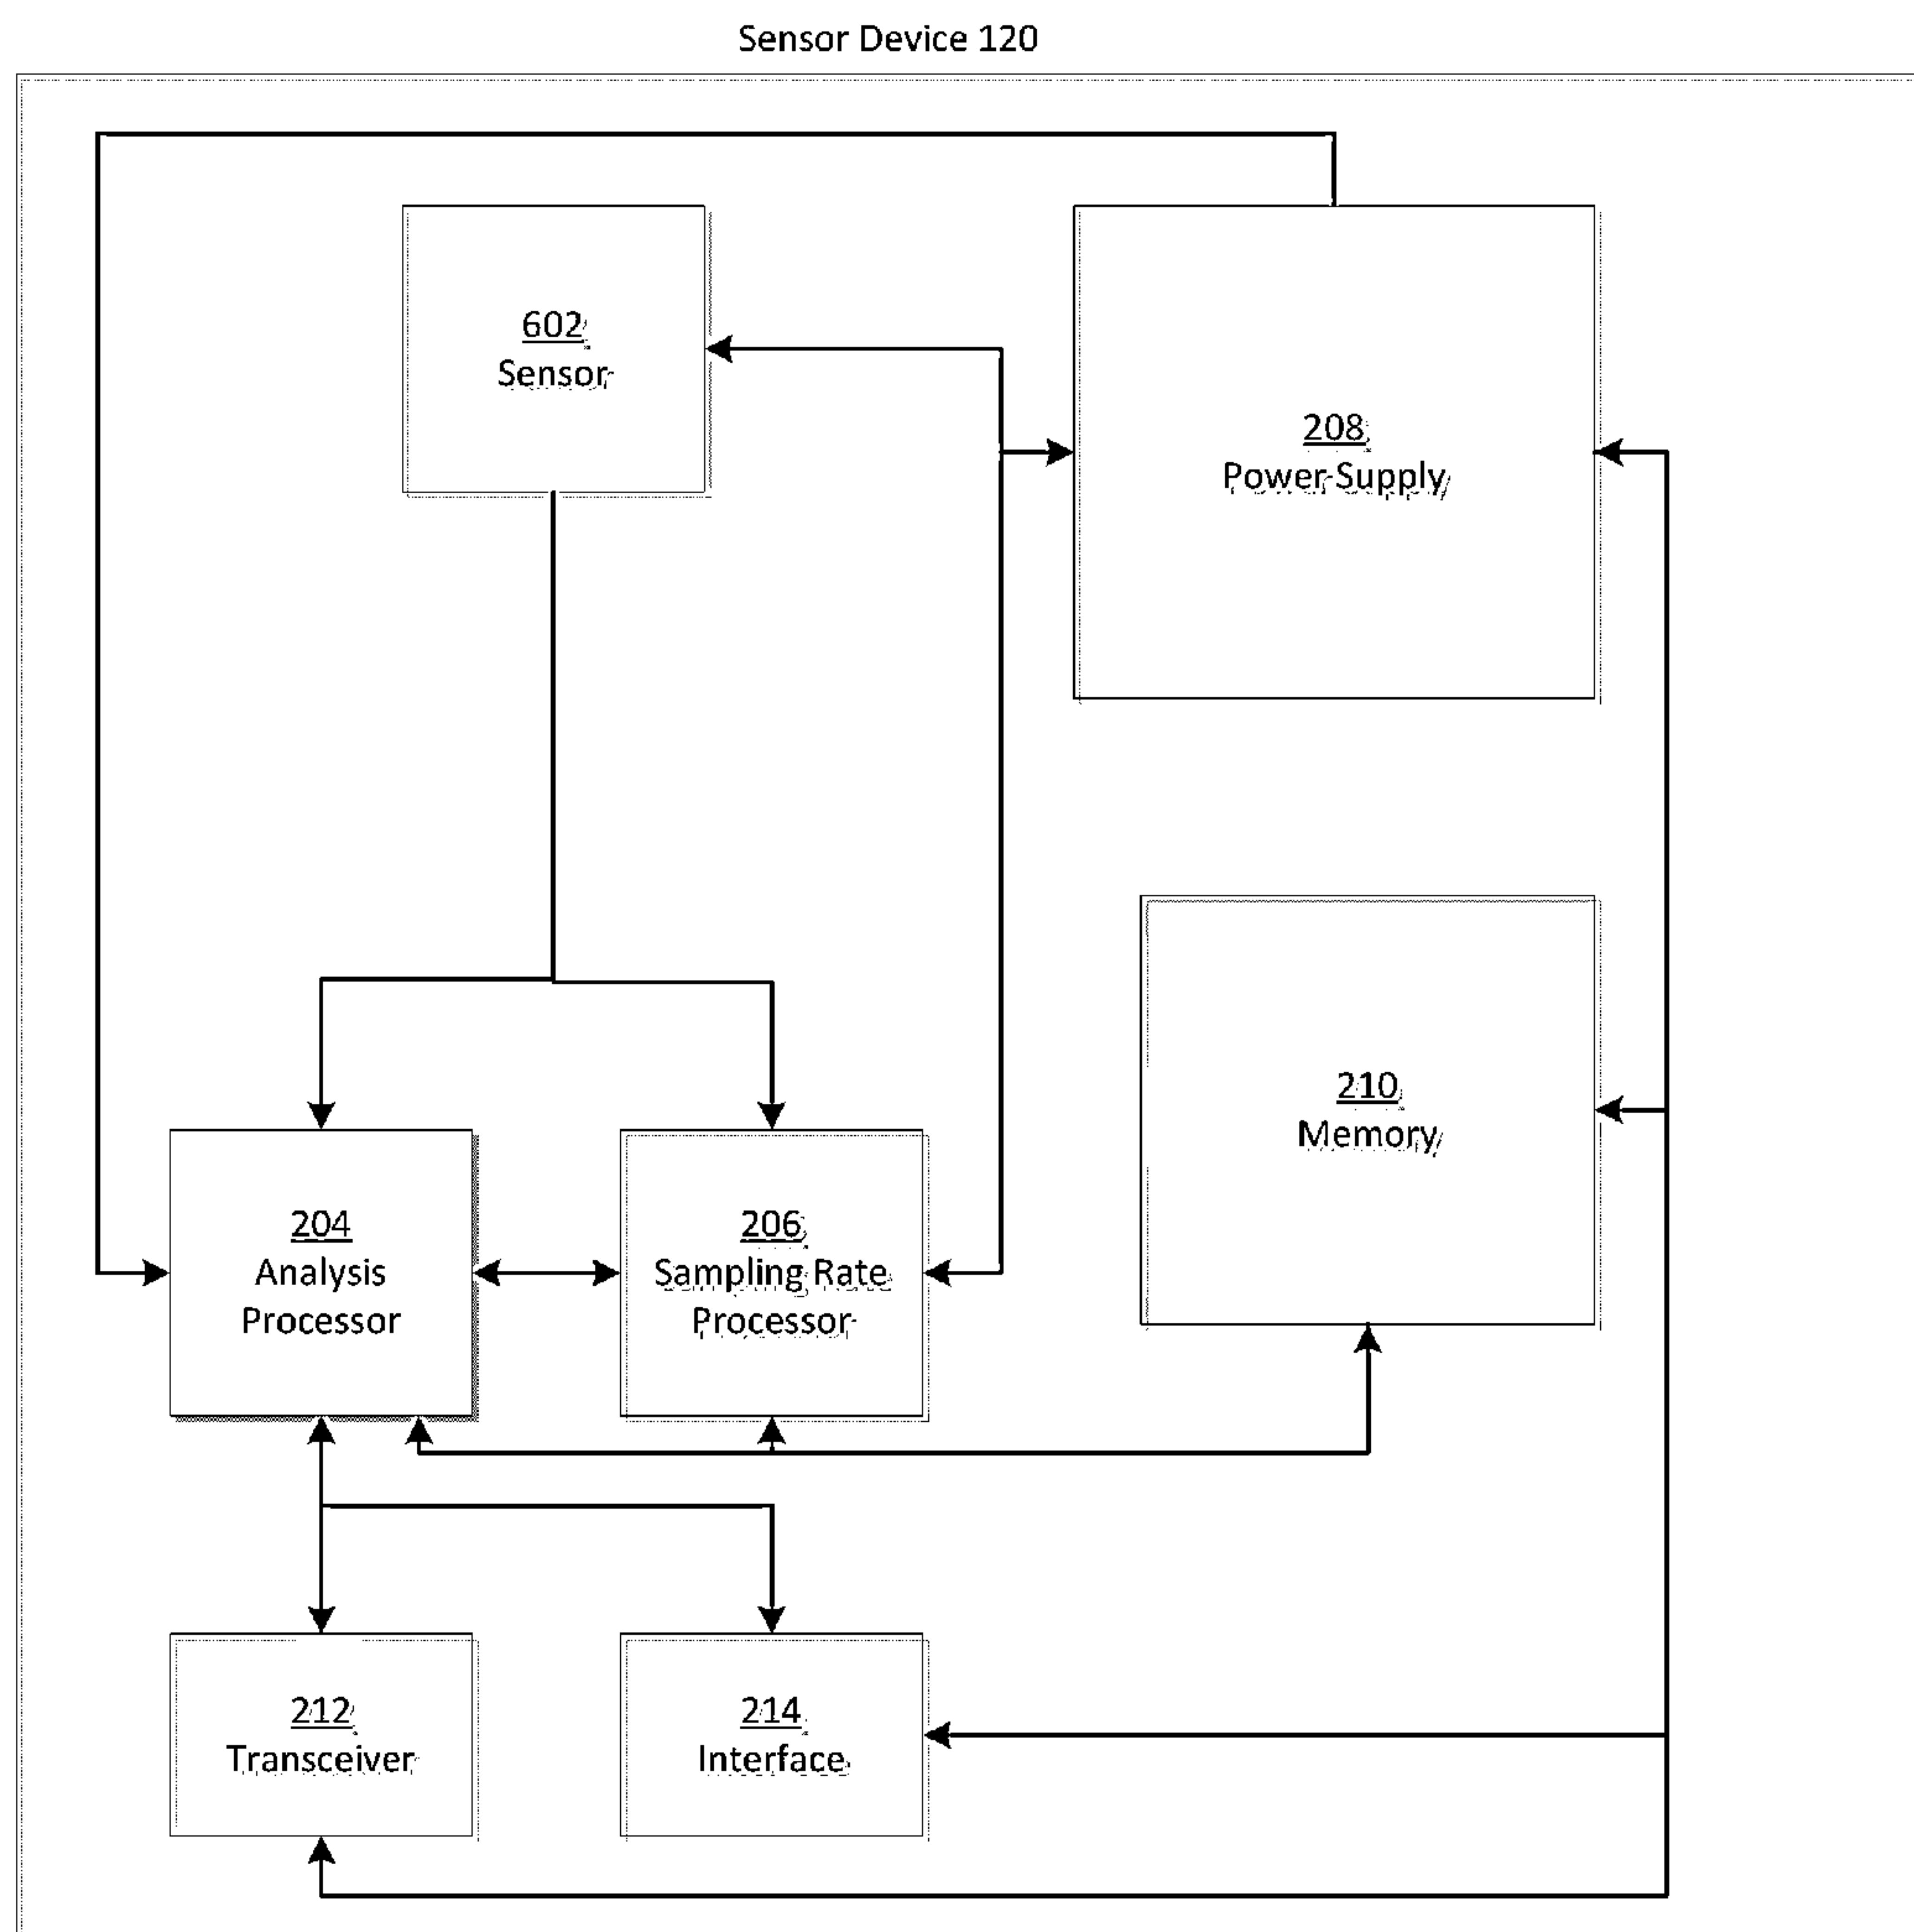 Sensor Device 120
602
Sensor
208
Power Supply
210
Memory
204
Analysis
Processor
206
Sampling Rate
Processor
212
Transceiver
214
Interface